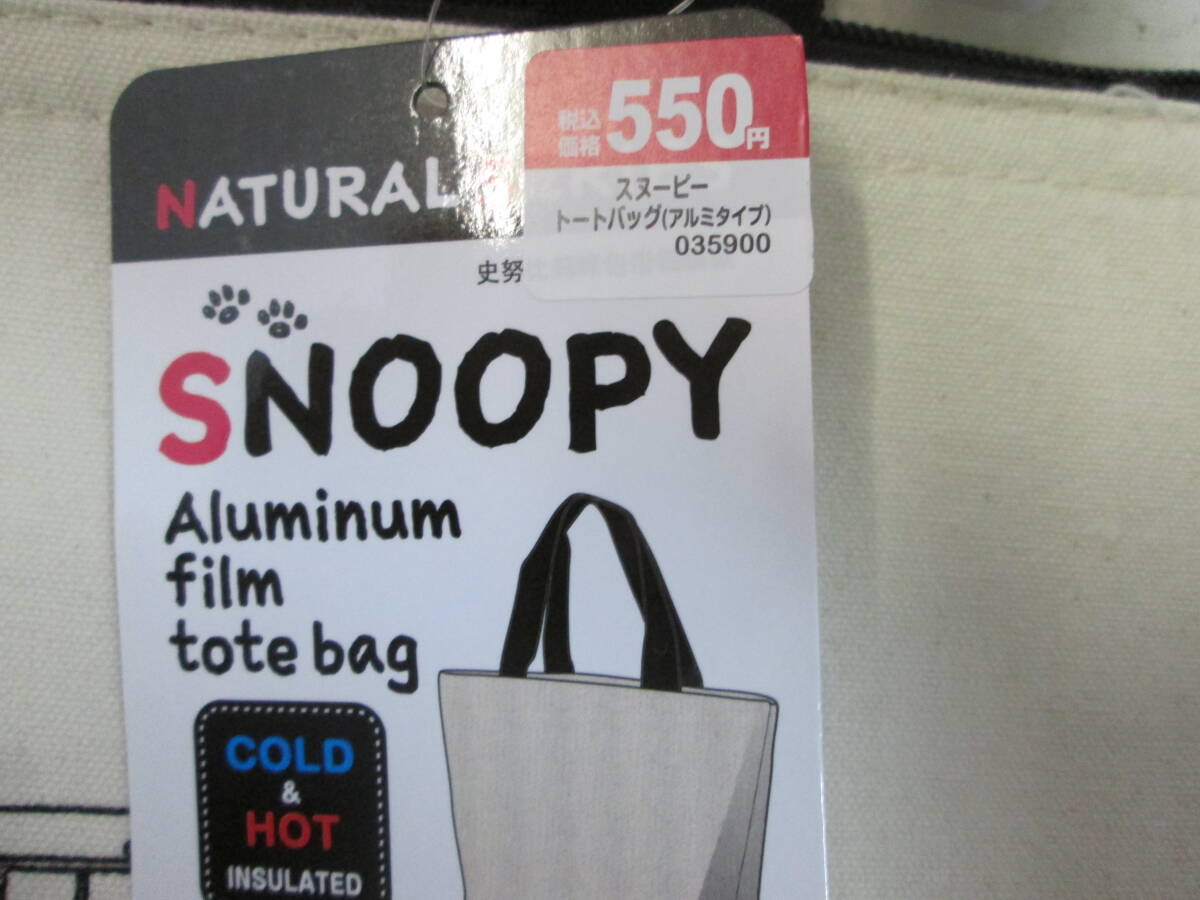 税込
価格 550円
スヌーピー
トートバッグ(アルミタイプ)
035900
NATURAL
史努
SNOOPY
Aluminum
film
tote bag
COLD
&
HOT
INSULATED